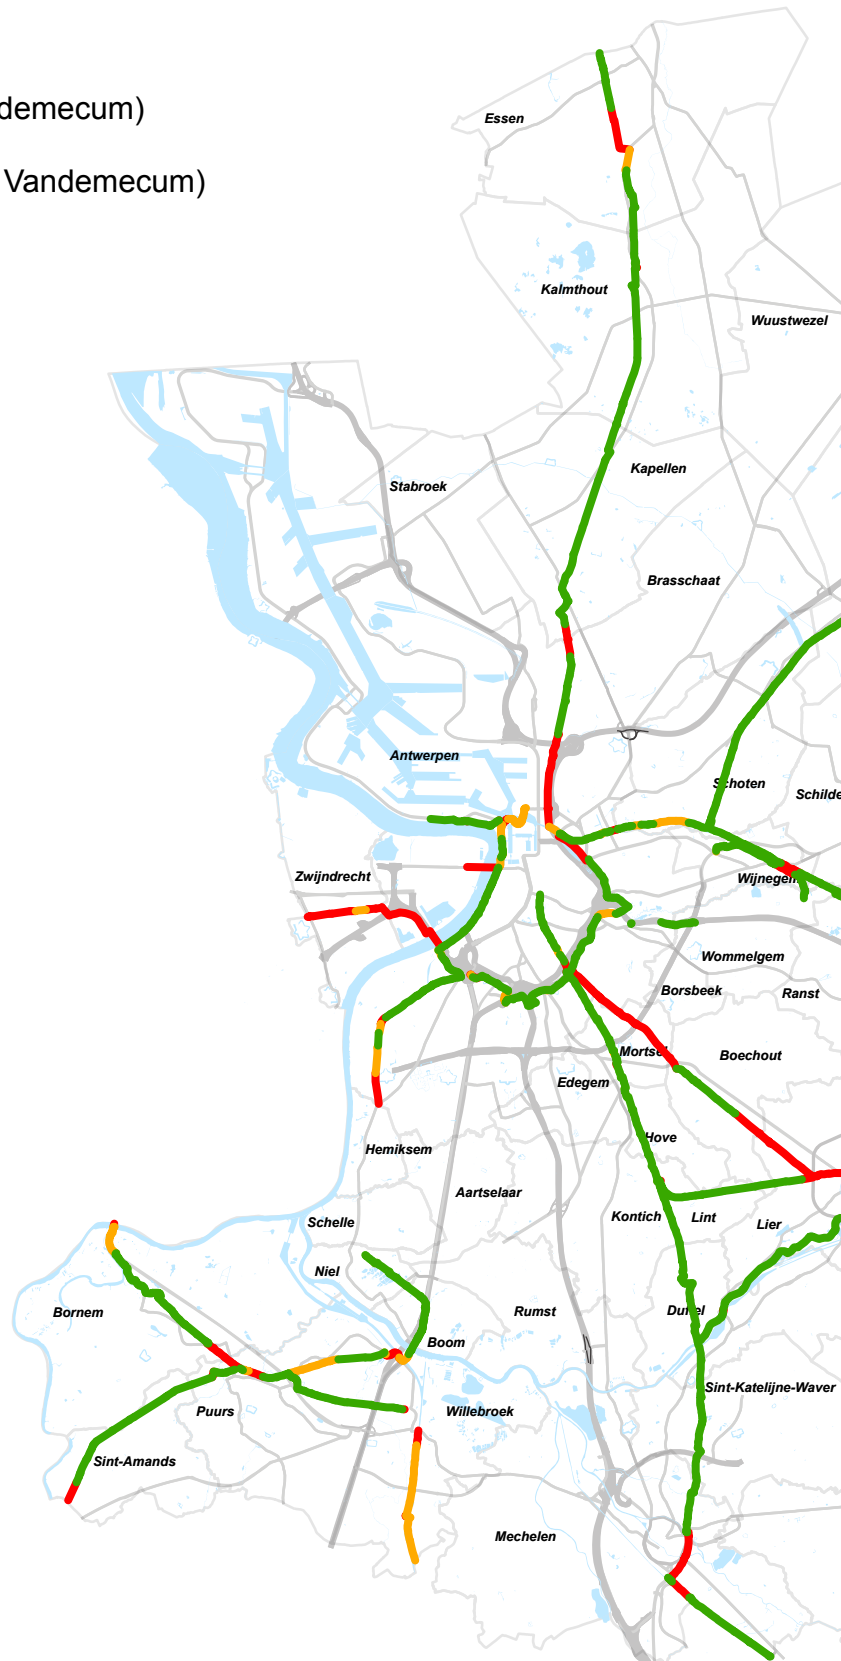 demecum)
Essen
Vandemecum)
Kalmthout
Wuustwezel
Kapellen
Stabroek
Brasschaat
Antwerpen
Schoten
Schilde
Zwijndrecht
Wijnegem
Wommelgem
Borsbeek
Ranst
Mortsel
Boechout
Edegem
Hove
Hemiksem
Aartselaar
Kontich
Lint
Lier
Schelle
Niel
Bornem
Rumst
Duffel
Boom
Sint-Katelijne-Waver
Puurs
Willebroek
Sint-Amands
Mechelen